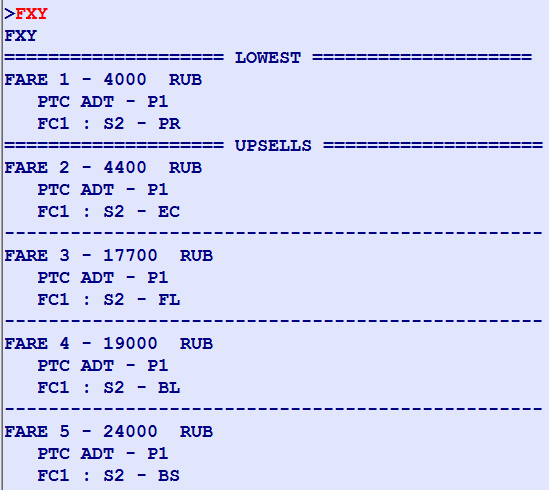 >FXY
FXY
==================== LOWEST ====================
FARE 1 - 4000  RUB
   PTC ADT - P1
   FC1 : S2 - PR
==================== UPSELLS ====================
FARE 2 - 4400  RUB
   PTC ADT - P1
   FC1 : S2 - EC
-------------------------------------------------
FARE 3 - 17700  RUB
   PTC ADT - P1
   FC1 : S2 - FL
-------------------------------------------------
FARE 4 - 19000  RUB
   PTC ADT - P1
   FC1 : S2 - BL
-------------------------------------------------
FARE 5 - 24000  RUB
   PTC ADT - P1
   FC1 : S2 - BS